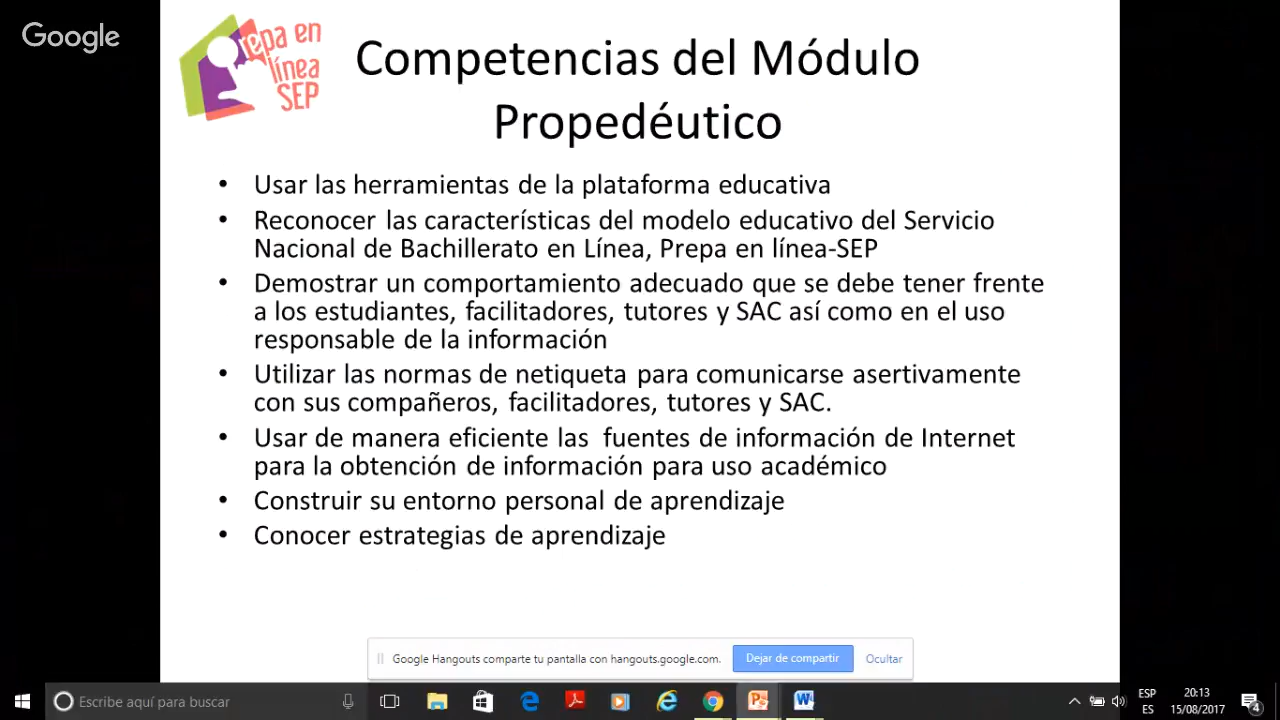 Google
Prepa en
línea
SEP
Competencias del Módulo
Propedéutico
• Usar las herramientas de la plataforma educativa
• Reconocer las características del modelo educativo del Servicio
Nacional de Bachillerato en Línea, Prepa en línea-SEP
• Demostrar un comportamiento adecuado que se debe tener frente
a los estudiantes, facilitadores, tutores y SAC así como en el uso
responsable de la información
• Utilizar las normas de netiqueta para comunicarse asertivamente
con sus compañeros, facilitadores, tutores y SAC.
• Usar de manera eficiente las fuentes de información de Internet
para la obtención de información para uso académico
• Construir su entorno personal de aprendizaje
• Conocer estrategias de aprendizaje
Google Hangouts comparte tu pantalla con hangouts.google.com. Dejar de compartir Ocultar
Escribe aquí para buscar
ESP
ES
20:13
15/08/2017
4